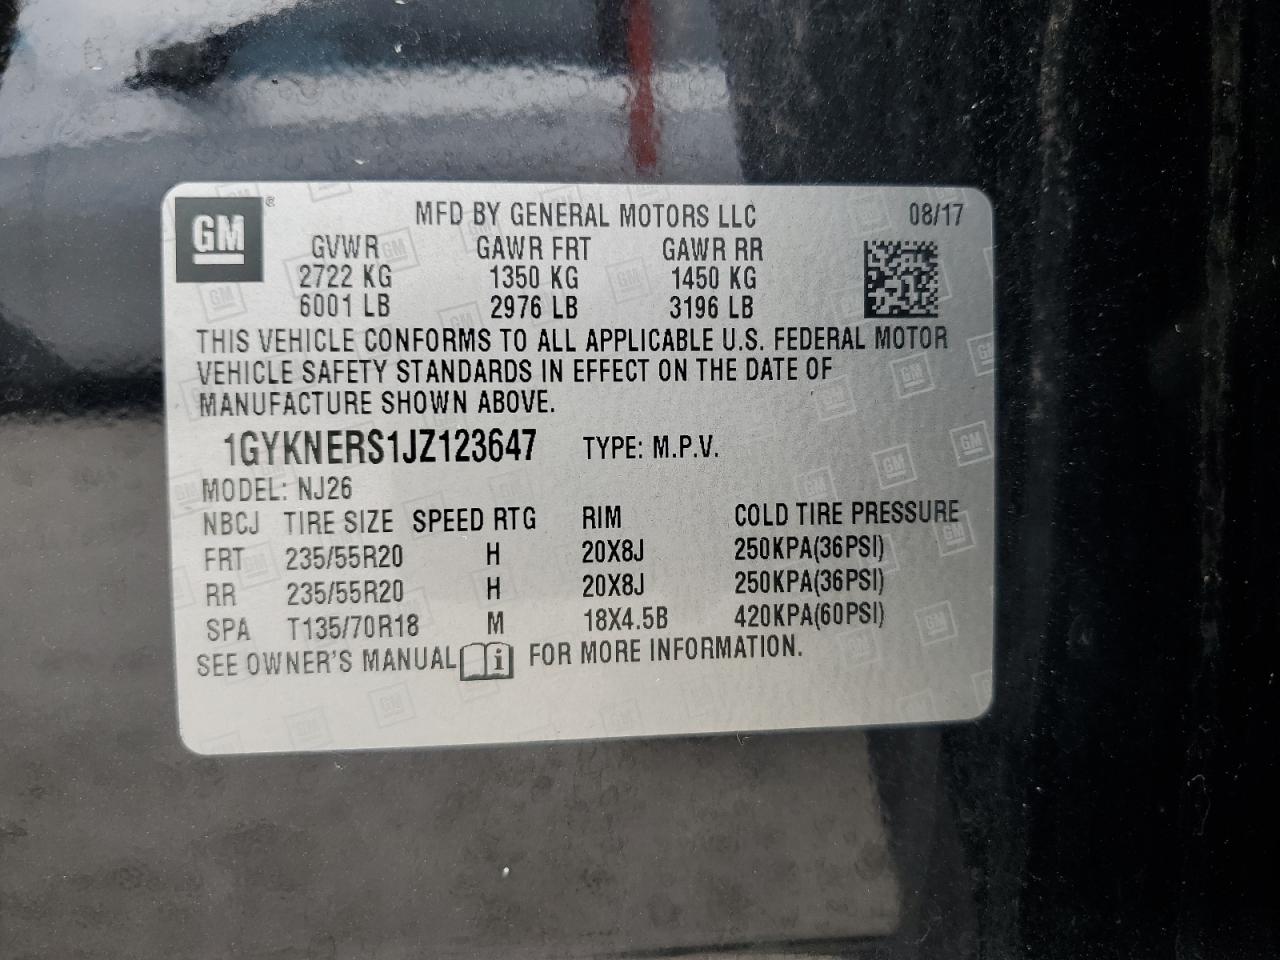 GM ®
MFD BY GENERAL MOTORS LLC 08/17
GVWR GAWR FRT GAWR RR
2722 KG 1350 KG 1450 KG
6001 LB 2976 LB 3196 LB
THIS VEHICLE CONFORMS TO ALL APPLICABLE U.S. FEDERAL MOTOR
VEHICLE SAFETY STANDARDS IN EFFECT ON THE DATE OF
MANUFACTURE SHOWN ABOVE.
1GYKNERS1JZ123647 TYPE: M.P.V.
MODEL: NJ26
NBCJ TIRE SIZE SPEED RTG RIM COLD TIRE PRESSURE
FRT 235/55R20 H 20X8J 250KPA(36PSI)
RR 235/55R20 H 20X8J 250KPA(36PSI)
SPA T135/70R18 M 18X4.5B 420KPA(60PSI)
SEE OWNER'S MANUAL i FOR MORE INFORMATION.